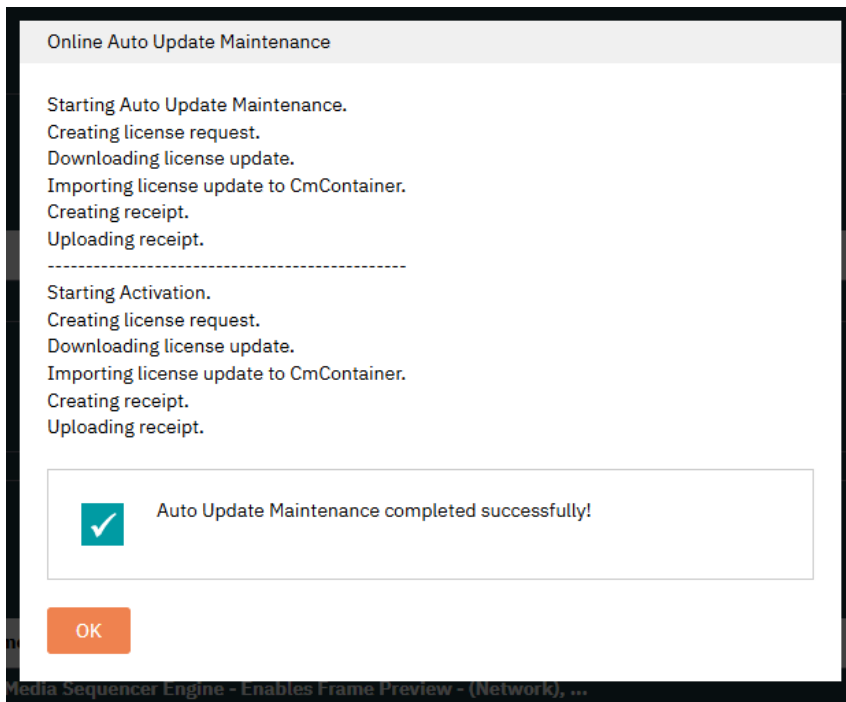 Online Auto Update Maintenance
Starting Auto Update Maintenance.
Creating license request.
Downloading license update.
Importing license update to CmContainer.
Creating receipt.
Uploading receipt.
-----------------------------------------------
Starting Activation.
Creating license request.
Downloading license update.
Importing license update to CmContainer.
Creating receipt.
Uploading receipt.
Auto Update Maintenance completed successfully!
OK
Media Sequencer Engine - Enables Frame Preview - (Network), ...